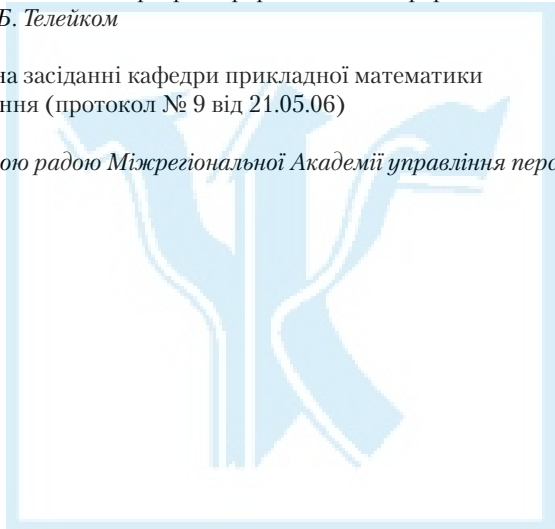 Б. Телейком
на засіданні кафедри прикладної математики
ння (протокол № 9 від 21.05.06)
ою радою Міжрегіональної Академії управління перс